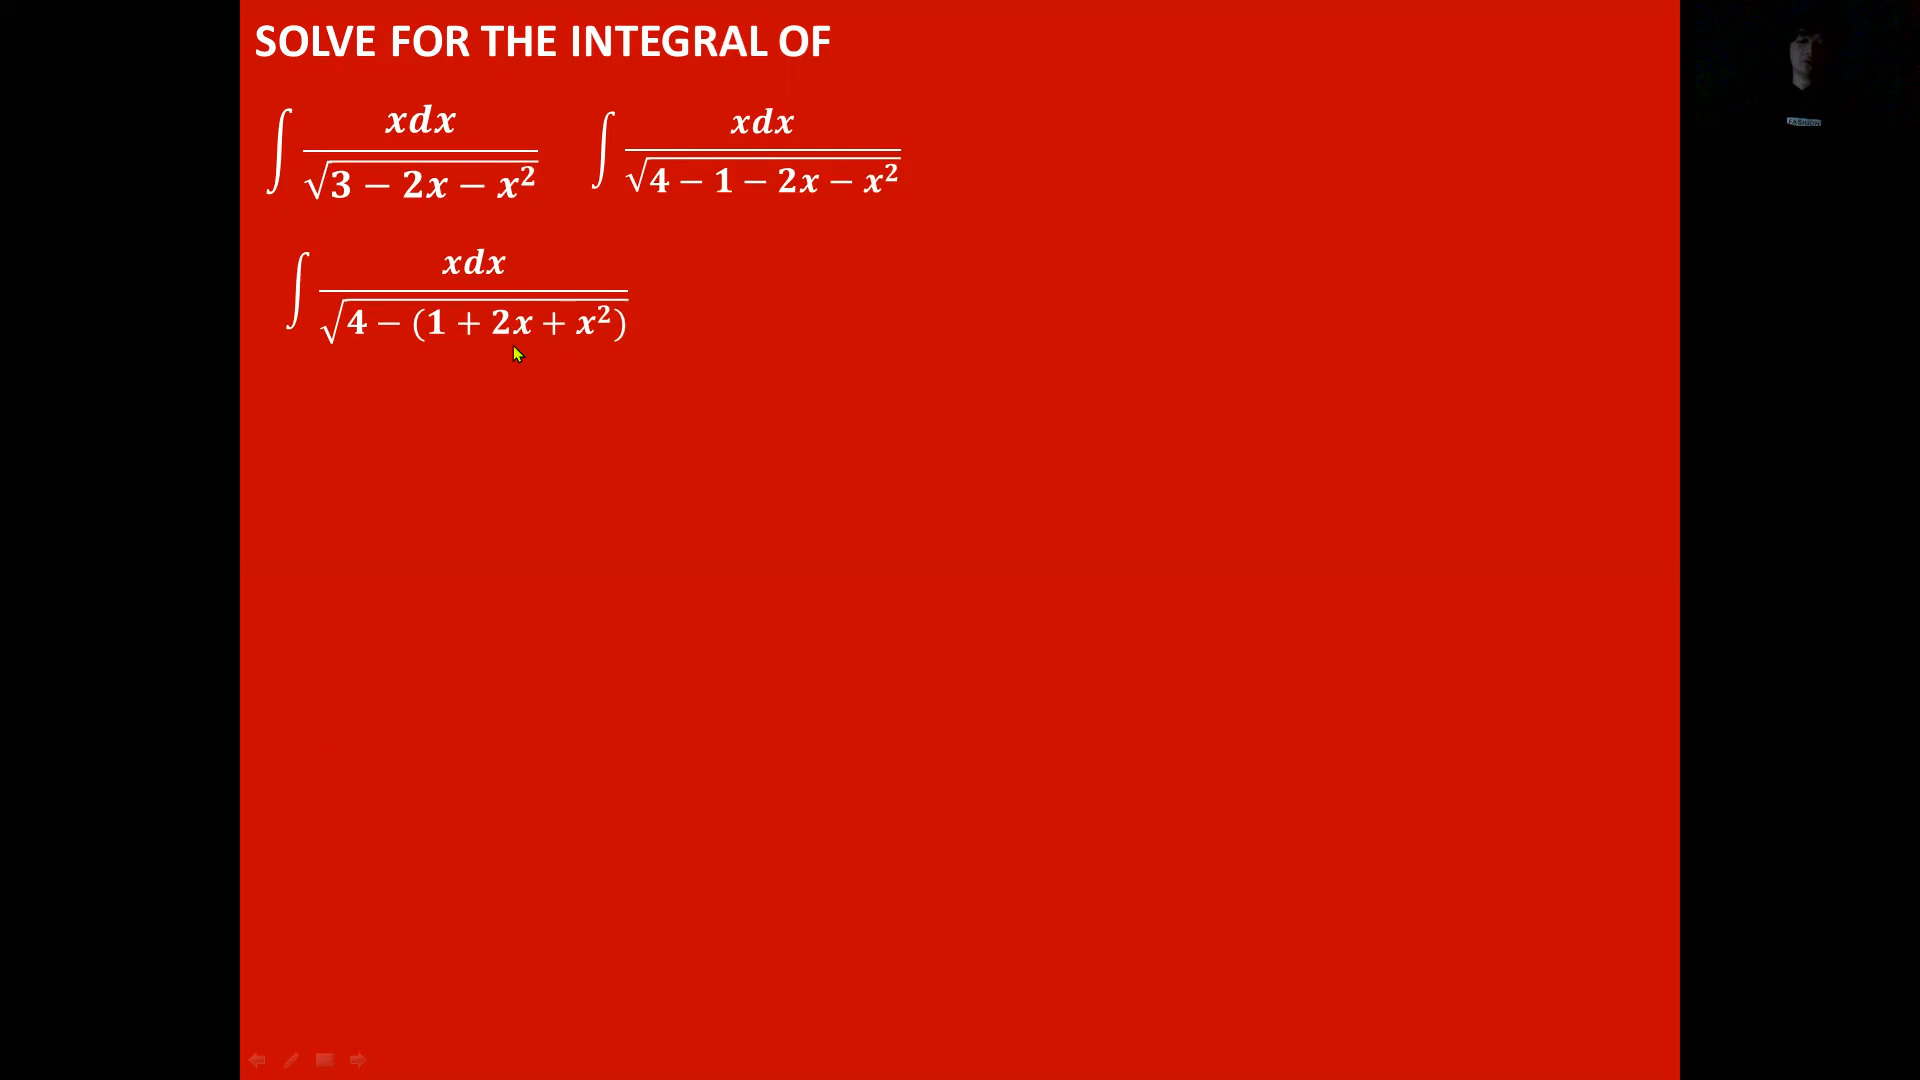 SOLVE FOR THE INTEGRAL OF
∫ xdx / √(3 − 2x − x²) ∫ xdx / √(4 − 1 − 2x − x²)
∫ xdx / √(4 − (1 + 2x + x²))
FASHION